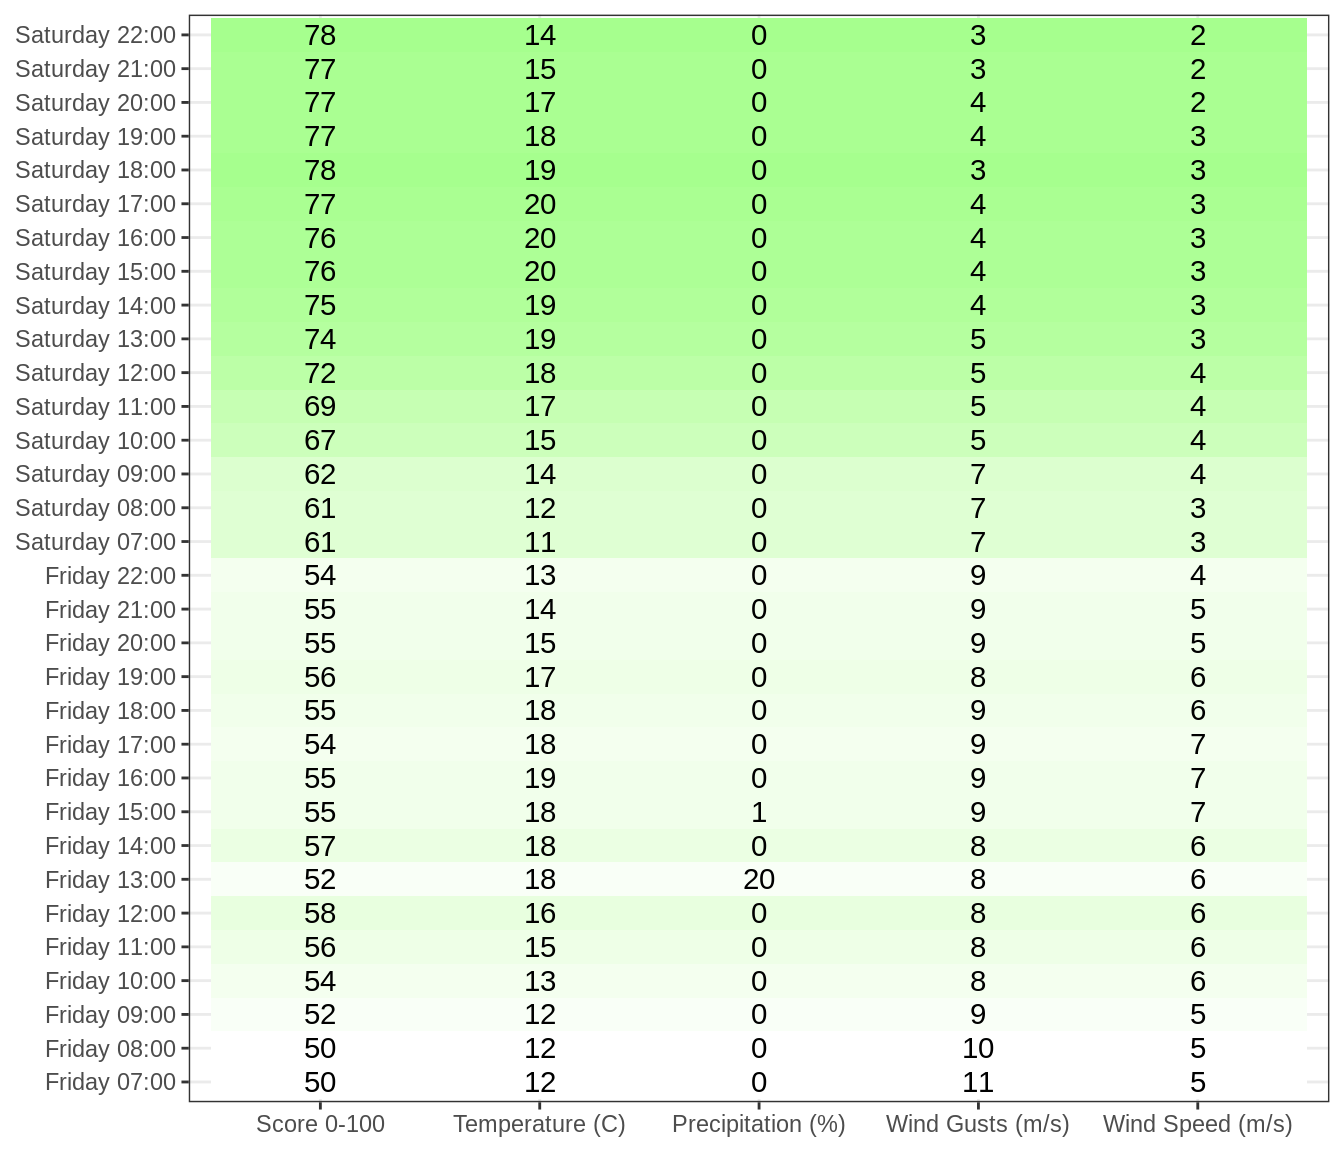 Saturday 22:00 78 14 0 3 2
Saturday 21:00 77 15 0 3 2
Saturday 20:00 77 17 0 4 2
Saturday 19:00 77 18 0 4 3
Saturday 18:00 78 19 0 3 3
Saturday 17:00 77 20 0 4 3
Saturday 16:00 76 20 0 4 3
Saturday 15:00 76 20 0 4 3
Saturday 14:00 75 19 0 4 3
Saturday 13:00 74 19 0 5 3
Saturday 12:00 72 18 0 5 4
Saturday 11:00 69 17 0 5 4
Saturday 10:00 67 15 0 5 4
Saturday 09:00 62 14 0 7 4
Saturday 08:00 61 12 0 7 3
Saturday 07:00 61 11 0 7 3
Friday 22:00 54 13 0 9 4
Friday 21:00 55 14 0 9 5
Friday 20:00 55 15 0 9 5
Friday 19:00 56 17 0 8 6
Friday 18:00 55 18 0 9 6
Friday 17:00 54 18 0 9 7
Friday 16:00 55 19 0 9 7
Friday 15:00 55 18 1 9 7
Friday 14:00 57 18 0 8 6
Friday 13:00 52 18 20 8 6
Friday 12:00 58 16 0 8 6
Friday 11:00 56 15 0 8 6
Friday 10:00 54 13 0 8 6
Friday 09:00 52 12 0 9 5
Friday 08:00 50 12 0 10 5
Friday 07:00 50 12 0 11 5
Score 0-100 Temperature (C) Precipitation (%) Wind Gusts (m/s) Wind Speed (m/s)